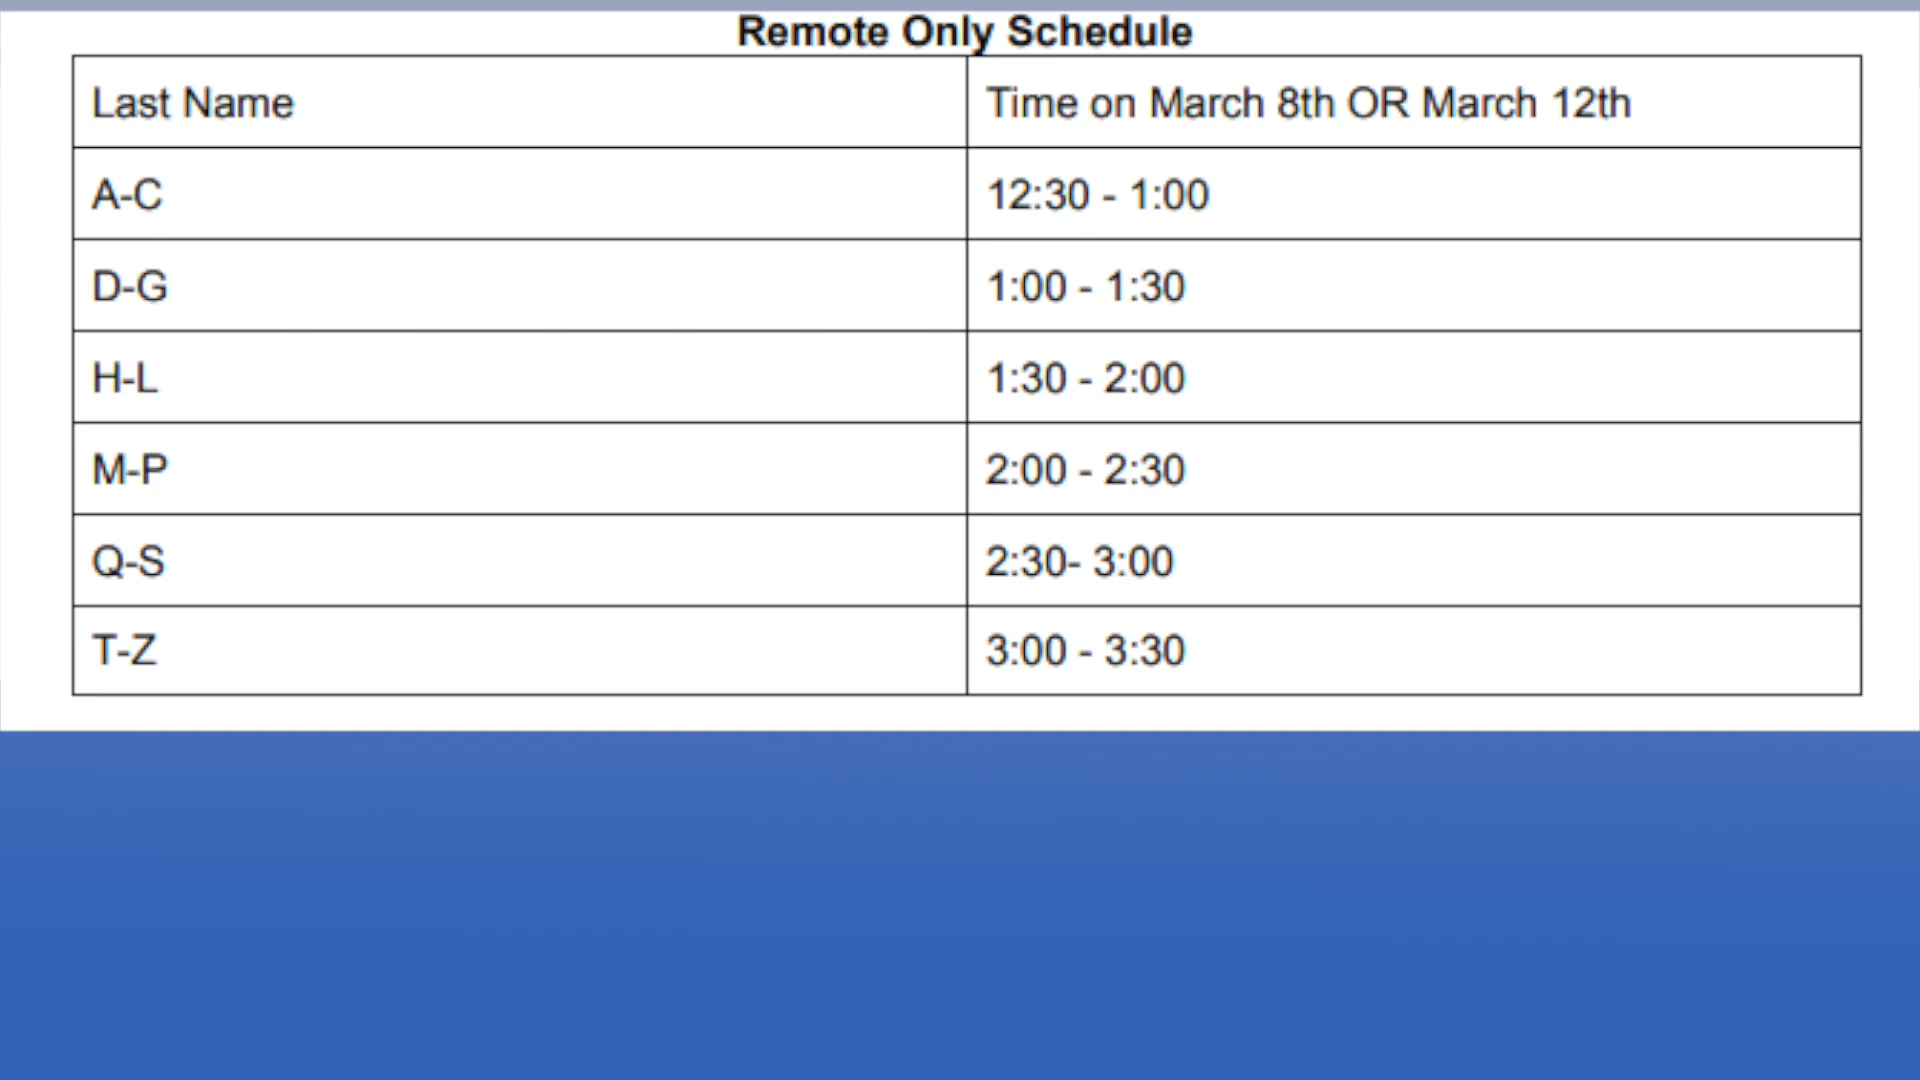 Remote Only Schedule
Last Name Time on March 8th OR March 12th
A-C 12:30 - 1:00
D-G 1:00 - 1:30
H-L 1:30 - 2:00
M-P 2:00 - 2:30
Q-S 2:30- 3:00
T-Z 3:00 - 3:30